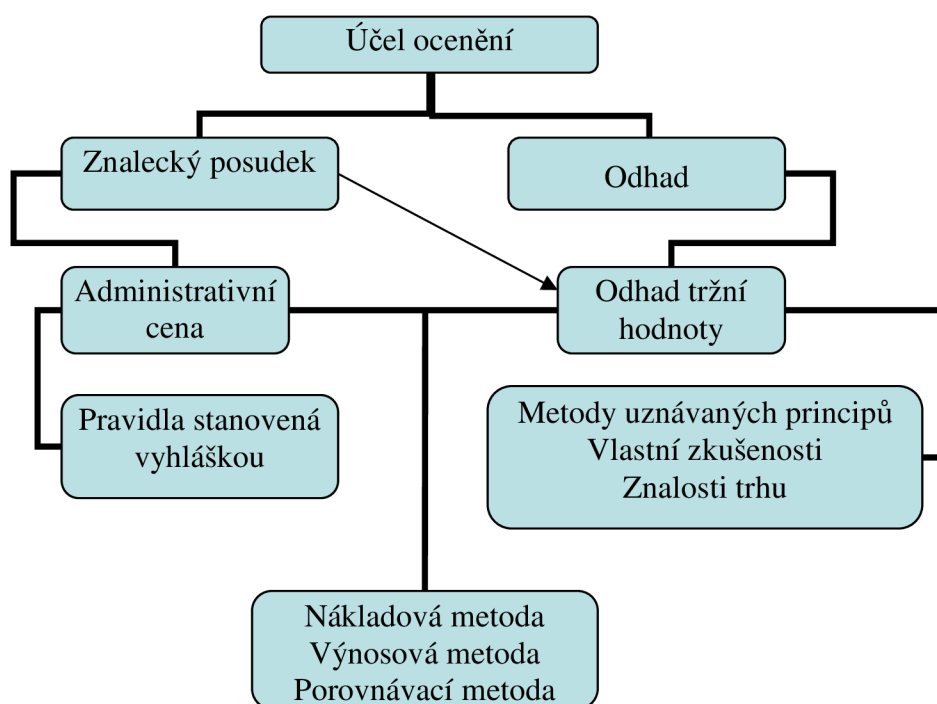 Účel ocenění
Znalecký posudek
Odhad
Administrativní
cena
Odhad tržní
hodnoty
Pravidla stanovená
vyhláškou
Metody uznávaných principů
Vlastní zkušenosti
Znalosti trhu
Nákladová metoda
Výnosová metoda
Porovnávací metoda